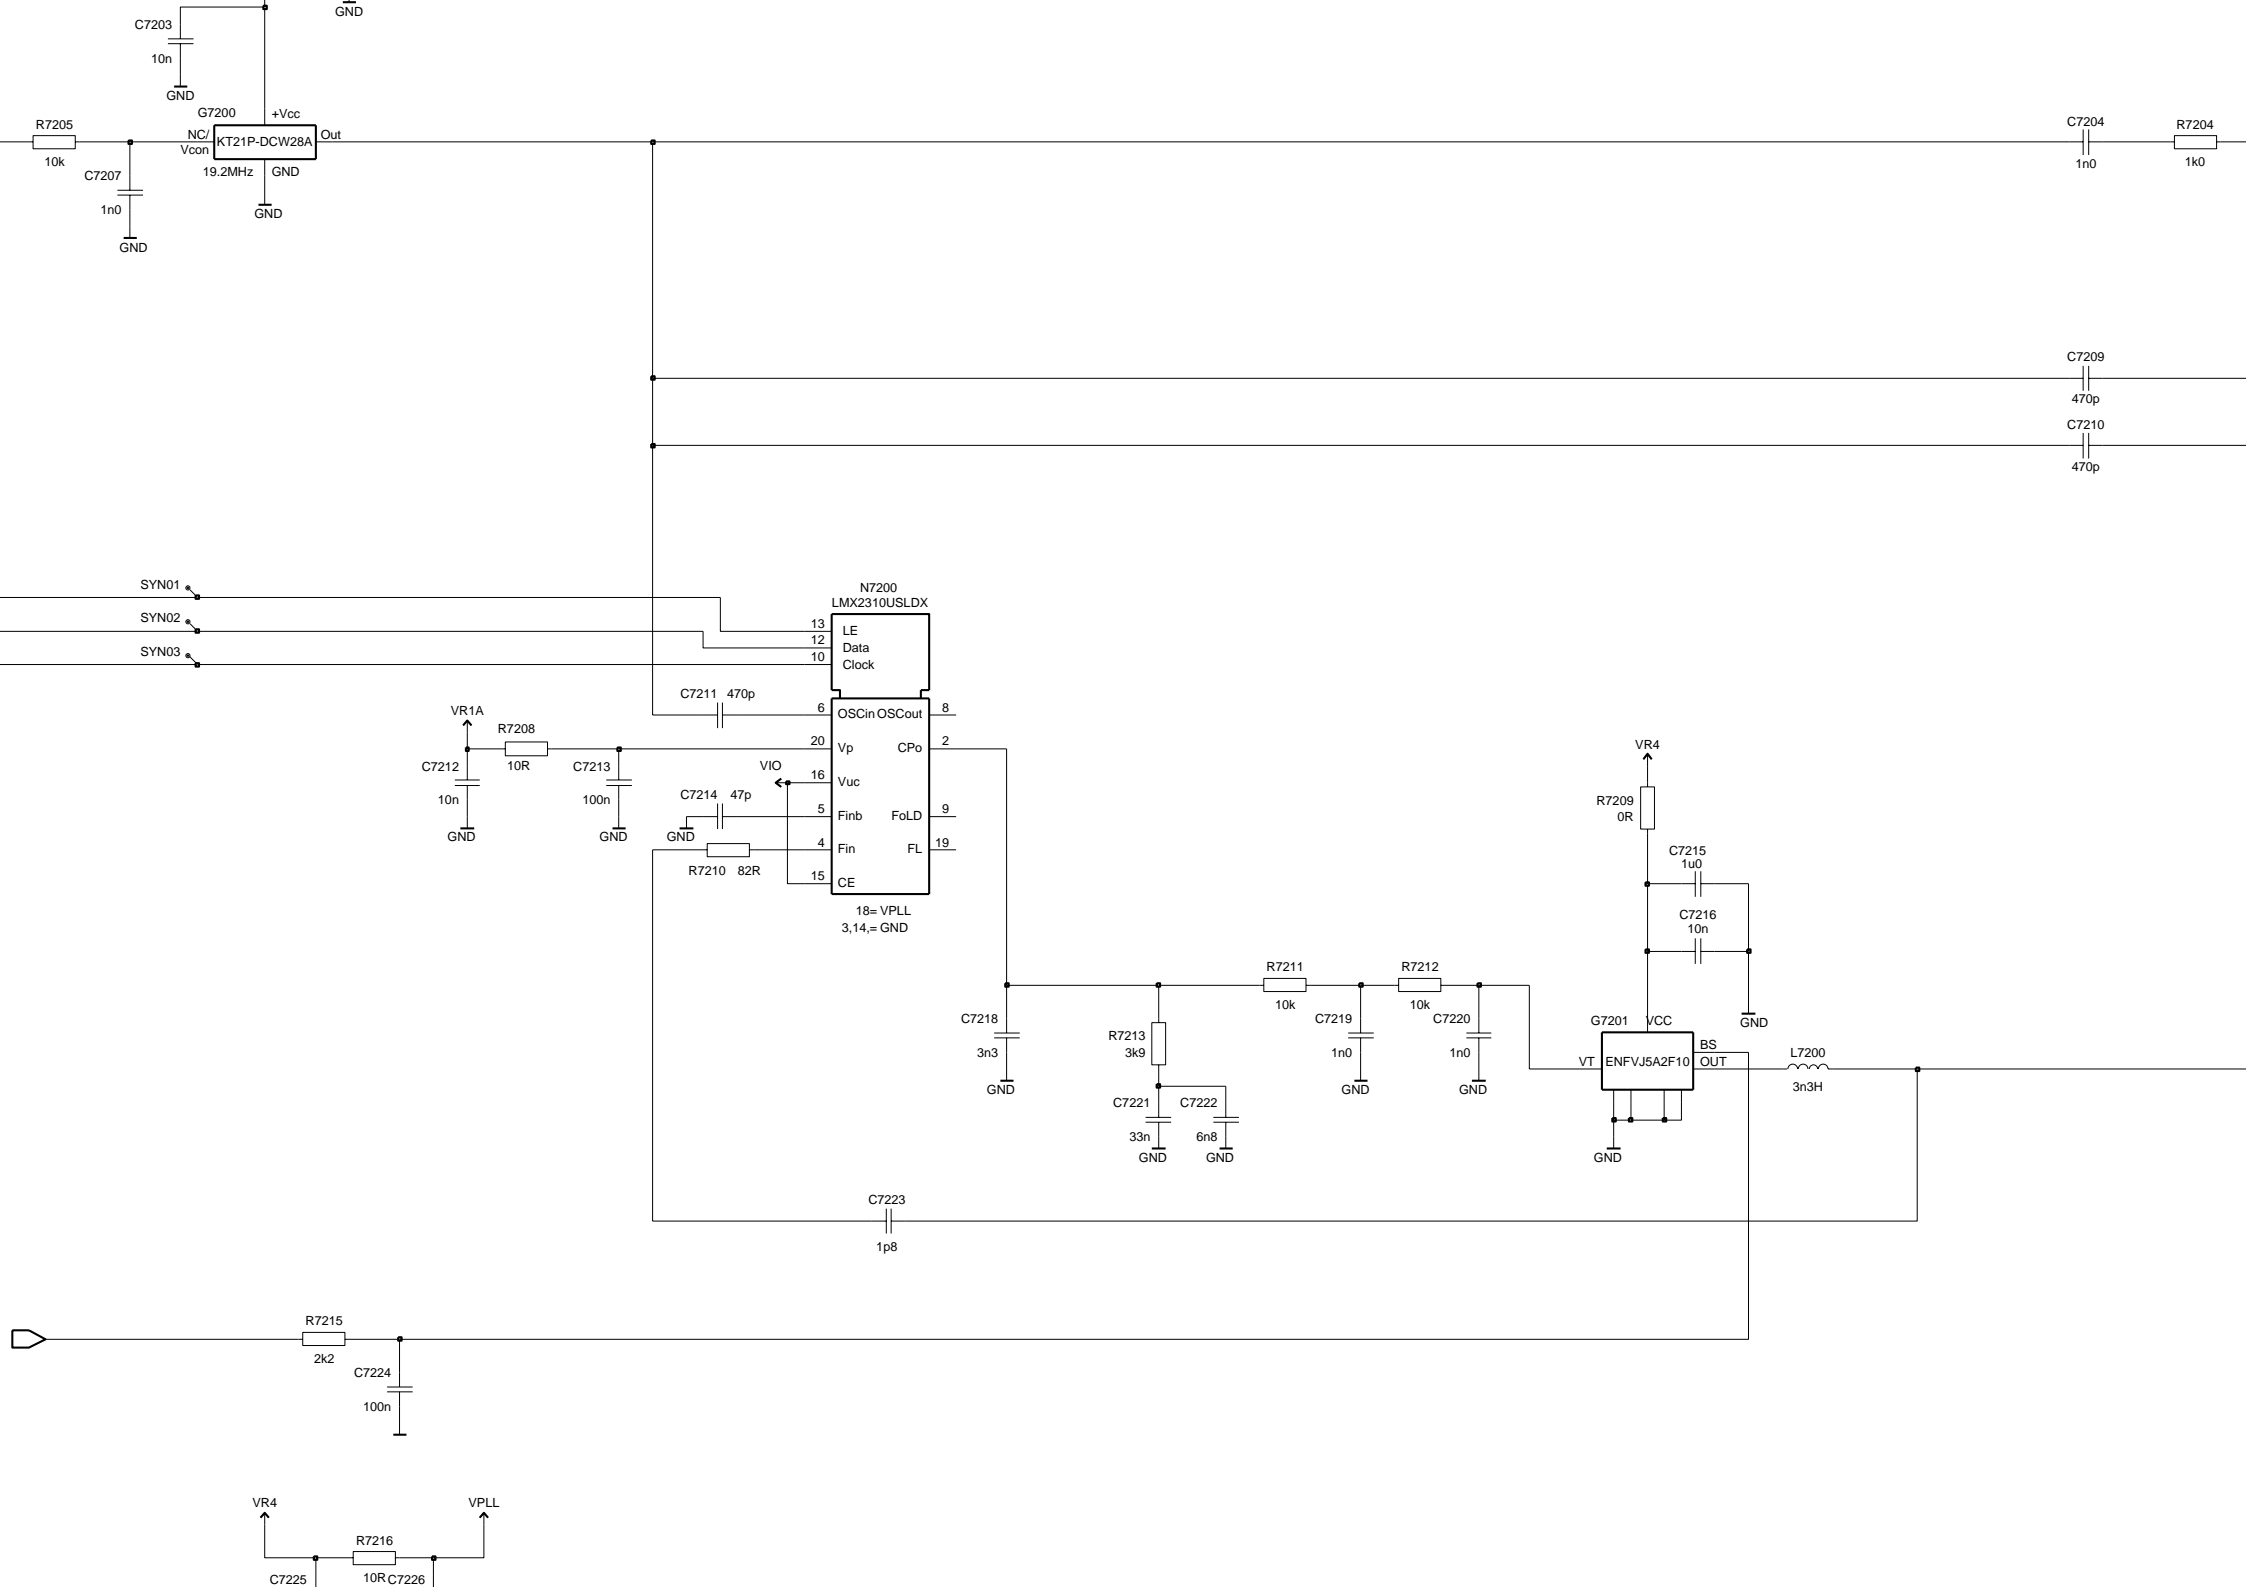 GND
C7203
10n
GND
G7200
+Vcc
R7205
10k
NC/
Vcon
KT21P-DCW28A
Out
19.2MHz
GND
GND
C7207
1n0
GND
C7204
1n0
R7204
1k0
C7209
470p
C7210
470p
SYN01
SYN02
SYN03
N7200
LMX2310USLDX
13
LE
12
Data
10
Clock
C7211 470p
6
OSCin OSCout
8
VR1A
R7208
10R
C7212
10n
GND
C7213
100n
GND
20
Vp
CPo
2
VIO
16
Vuc
C7214 47p
GND
5
Finb
FoLD
9
4
Fin
FL
19
R7210 82R
15
CE
18= VPLL
3,14,= GND
VR4
R7209
0R
C7215
1u0
C7216
10n
GND
R7211
10k
R7212
10k
C7218
3n3
GND
R7213
3k9
C7219
1n0
GND
C7220
1n0
GND
C7221
33n
GND
C7222
6n8
GND
G7201
VCC
VT
ENFVJ5A2F10
BS
OUT
GND
L7200
3n3H
C7223
1p8
R7215
2k2
C7224
100n
VR4
VPLL
R7216
10R
C7225
C7226